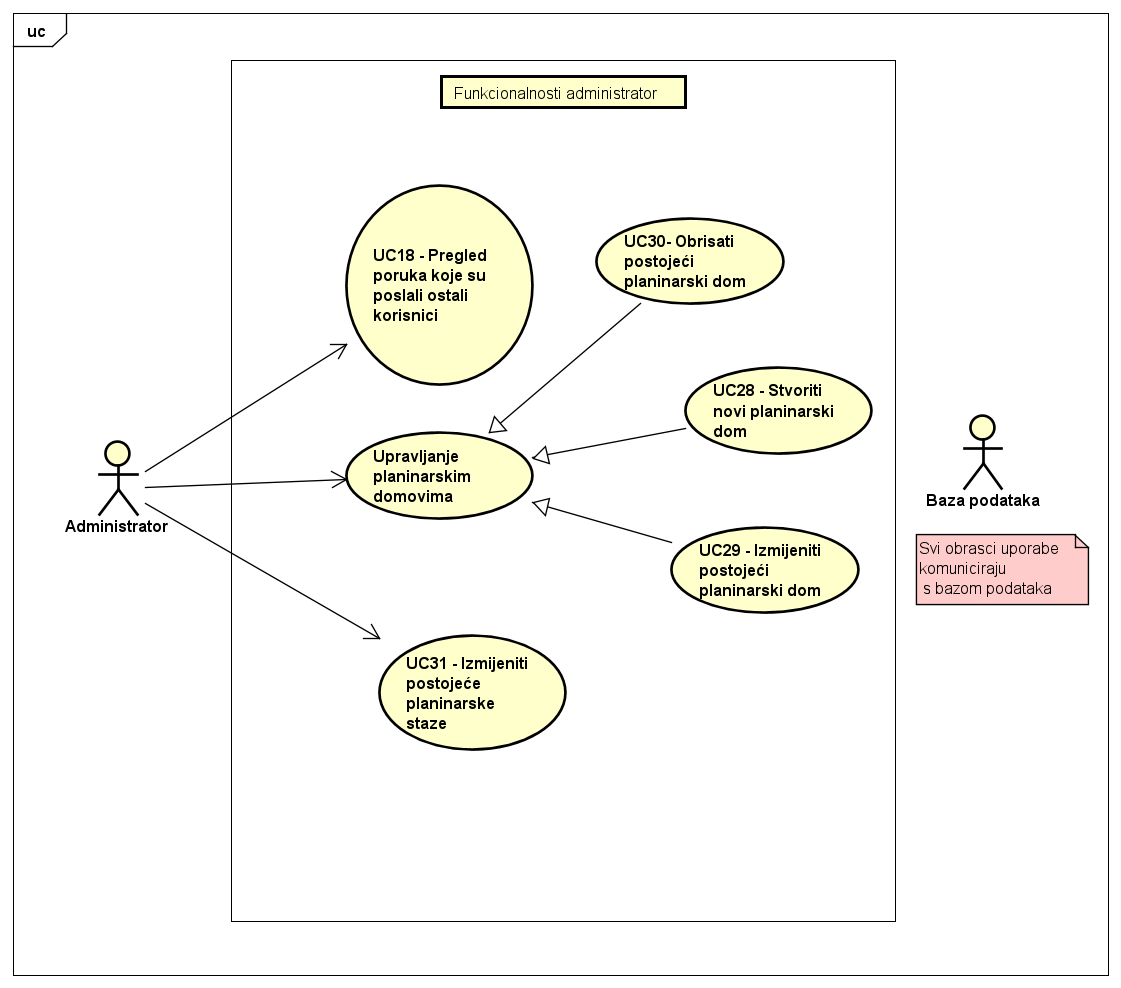 uc
Funkcionalnosti administrator
UC18 - Pregled
poruka koje su
poslali ostali
korisnici
UC30- Obrisati
postojeći
planinarski dom
UC28 - Stvoriti
novi planinarski
dom
Upravljanje
planinarskim
domovima
UC29 - Izmijeniti
postojeći
planinarski dom
UC31 - Izmijeniti
postojeće
planinarske
staze
Administrator
Baza podataka
Svi obrasci uporabe
komuniciraju
s bazom podataka